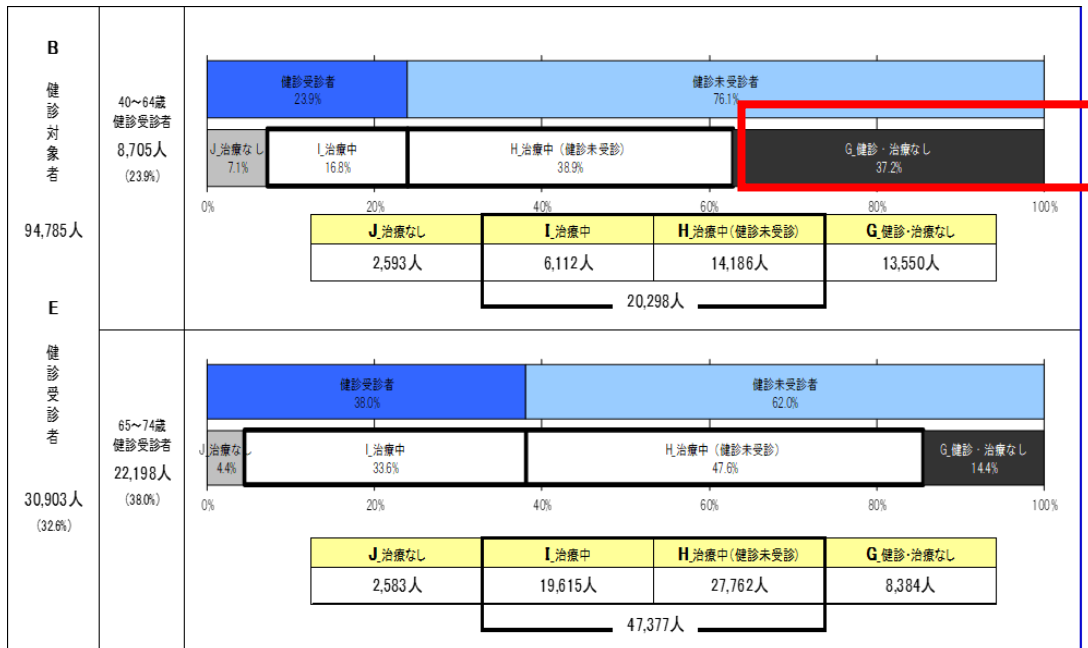 B
健診対象者
94,785人
E
健診受診者
30,903人
(32.6%)
40～64歳
健診受診者
8,705人
(23.9%)
健診受診者
23.9%
健診未受診者
76.1%
J_治療なし
7.1%
I_治療中
16.8%
H_治療中（健診未受診）
38.9%
G_健診・治療なし
37.2%
0% 20% 40% 60% 80% 100%
J_治療なし I_治療中 H_治療中(健診未受診) G_健診・治療なし
2,593人 6,112人 14,186人 13,550人
20,298人
65～74歳
健診受診者
22,198人
(38.0%)
健診受診者
38.0%
健診未受診者
62.0%
J_治療なし
4.4%
I_治療中
33.6%
H_治療中（健診未受診）
47.6%
G_健診・治療なし
14.4%
0% 20% 40% 60% 80% 100%
J_治療なし I_治療中 H_治療中(健診未受診) G_健診・治療なし
2,583人 19,615人 27,762人 8,384人
47,377人